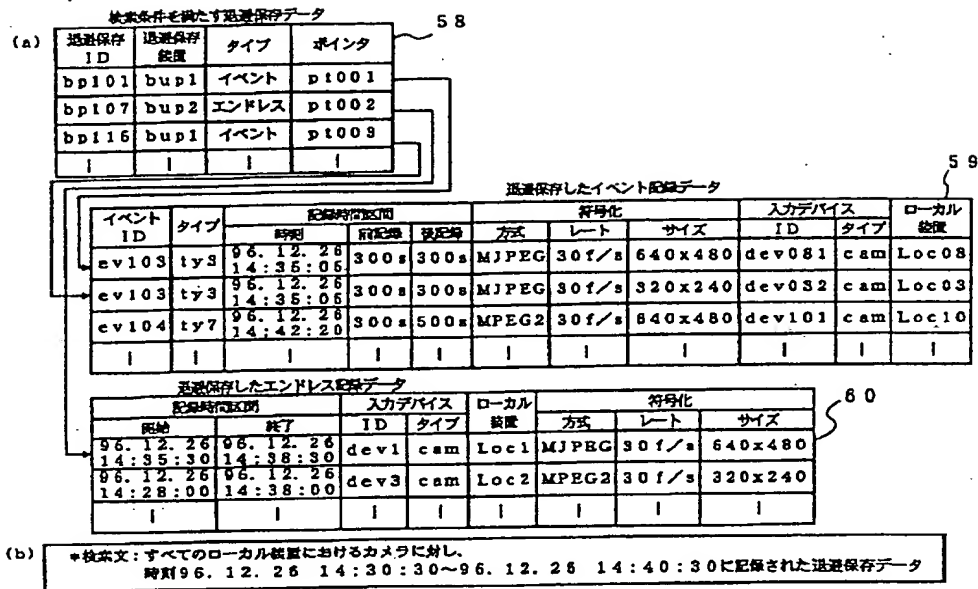 検索条件を満たす退避保存データ
58
(a)
退避保存ID 退避保存装置 タイプ ポインタ
bp101 bup1 イベント pt001
bp107 bup2 エンドレス pt002
bp116 bup1 イベント pt003
59
退避保存したイベント記録データ
イベントID タイプ 記録時間区間 符号化 入力デバイス ローカル装置
時刻 前記録 後記録 方式 レート サイズ ID タイプ
ev103 ty3 96.12.26 14:35:05 300s 300s MJPEG 30f/s 640x480 dev081 cam Loc08
ev103 ty3 96.12.26 14:35:05 300s 300s MJPEG 30f/s 320x240 dev032 cam Loc03
ev104 ty7 96.12.26 14:42:20 300s 500s MPEG2 30f/s 640x480 dev101 cam Loc10
退避保存したエンドレス記録データ
60
記録時間区間 入力デバイス ローカル装置 符号化
開始 終了 ID タイプ 方式 レート サイズ
96.12.26 14:35:30 96.12.26 14:38:30 dev1 cam Loc1 MJPEG 30f/s 640x480
96.12.26 14:28:00 96.12.26 14:38:00 dev3 cam Loc2 MPEG2 30f/s 320x240
(b)
*検索文:すべてのローカル装置におけるカメラに対し、
時刻96.12.26 14:30:30~96.12.26 14:40:30に記録された退避保存データ